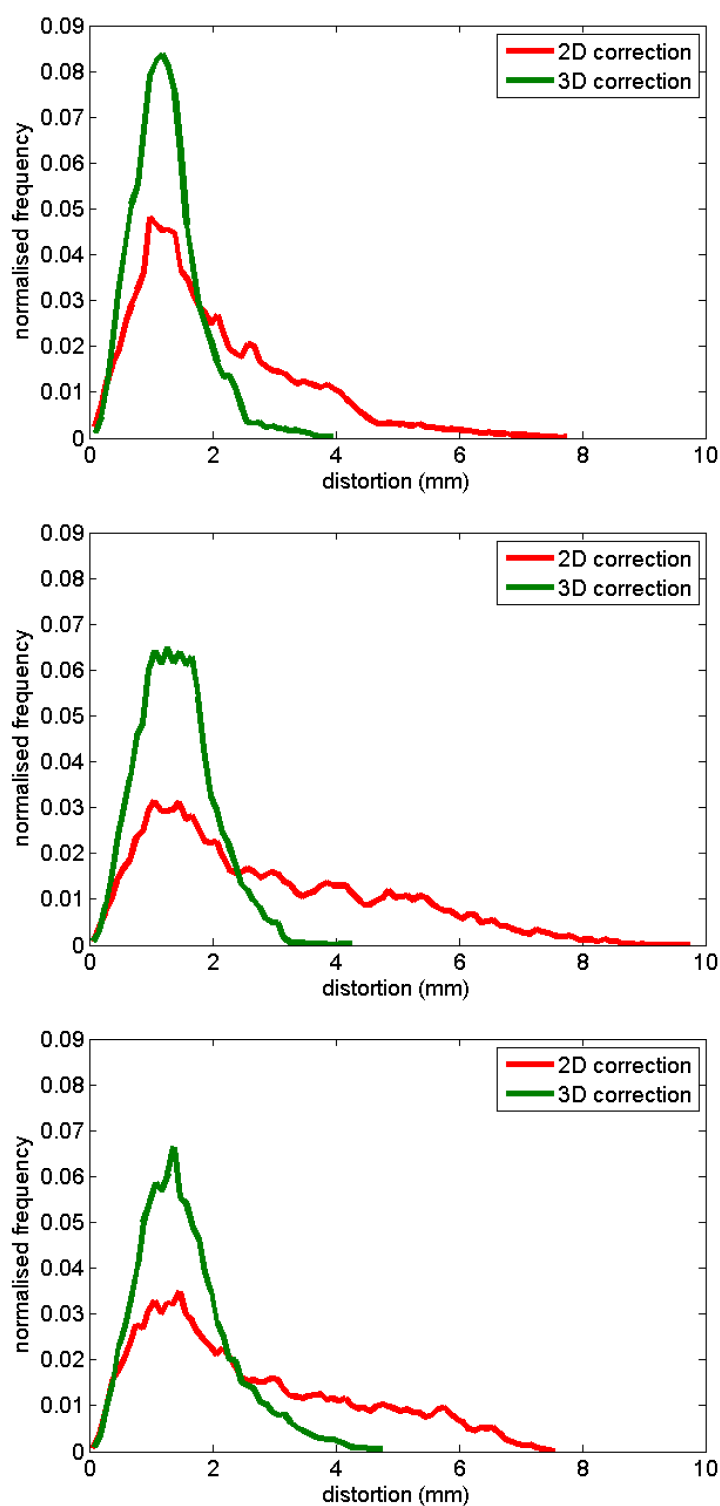 0.09
0.08
0.07
0.06
0.05
0.04
0.03
0.02
0.01
0
normalised frequency
2D correction
3D correction
0 2 4 6 8 10
distortion (mm)
0.09
0.08
0.07
0.06
0.05
0.04
0.03
0.02
0.01
0
normalised frequency
2D correction
3D correction
0 2 4 6 8 10
distortion (mm)
0.09
0.08
0.07
0.06
0.05
0.04
0.03
0.02
0.01
0
normalised frequency
2D correction
3D correction
0 2 4 6 8 10
distortion (mm)